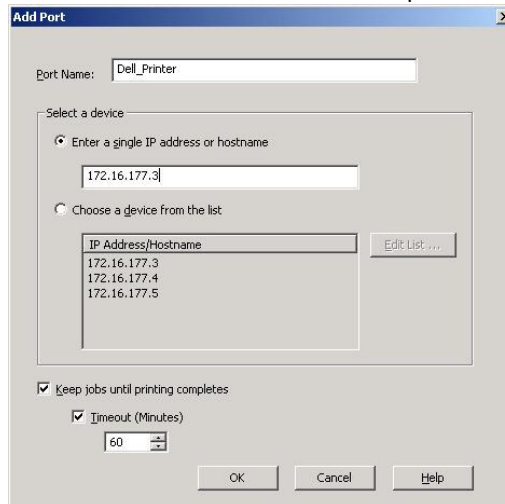 Add Port
Port Name: Dell_Printer
Select a device
Enter a single IP address or hostname
172.16.177.3
Choose a device from the list
IP Address/Hostname
Edit List ...
172.16.177.3
172.16.177.4
172.16.177.5
Keep jobs until printing completes
Timeout (Minutes)
60
OK Cancel Help